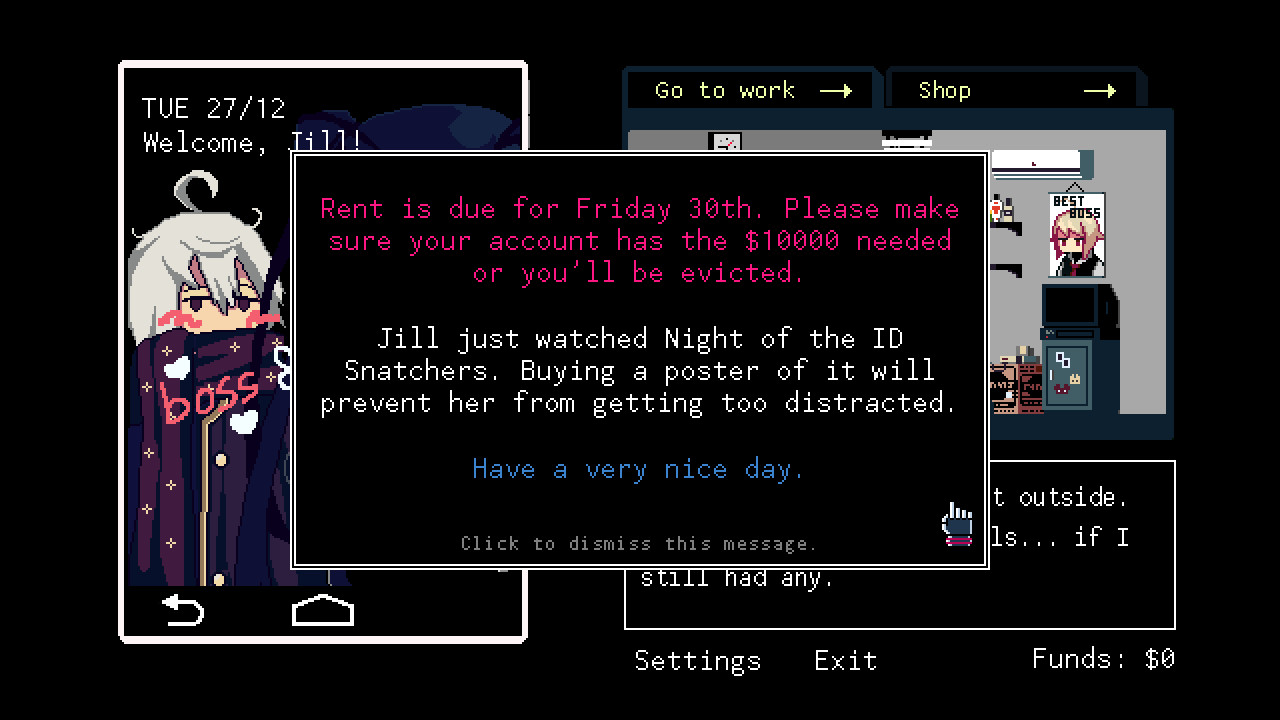 TUE 27/12
Welcome, Jill!
boss
Go to work
Shop
BEST
BOSS
Rent is due for Friday 30th. Please make
sure your account has the $10000 needed
or you'll be evicted.
Jill just watched Night of the ID
Snatchers. Buying a poster of it will
prevent her from getting too distracted.
Have a very nice day.
Click to dismiss this message.
t outside.
ls... if I
still had any.
Settings
Exit
Funds: $0